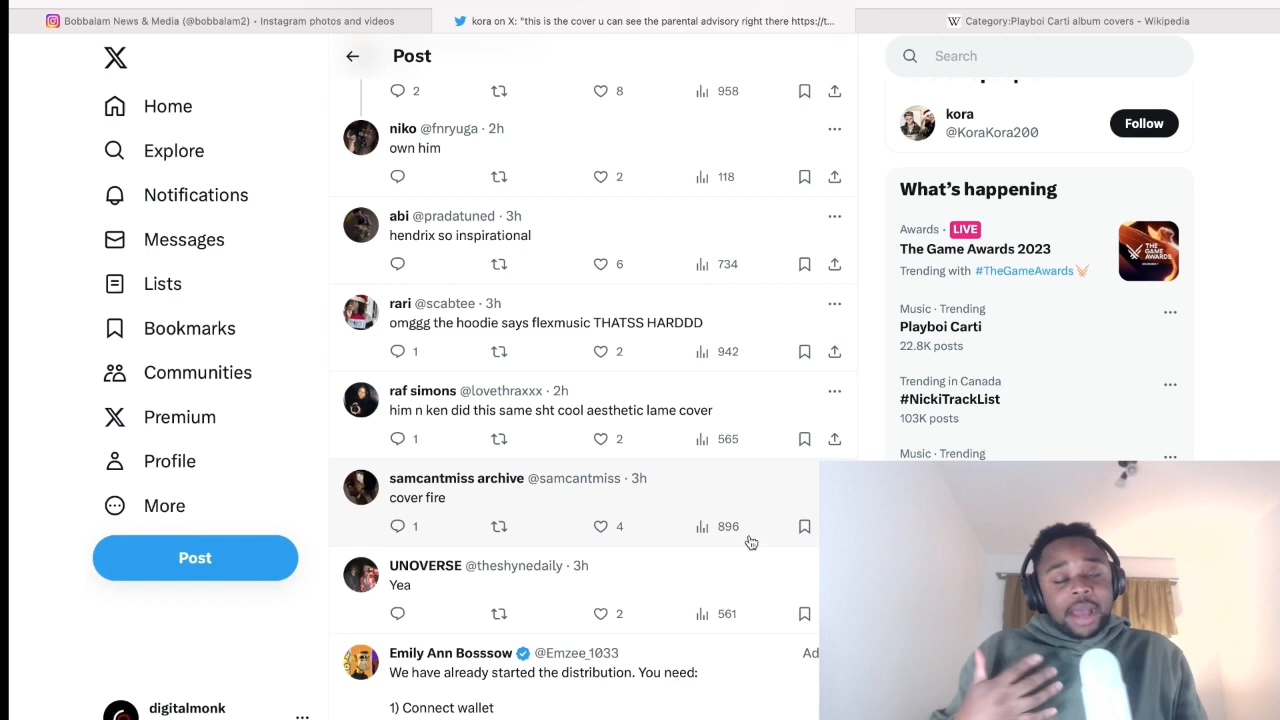 Bobbalam News & Media (@bobbalam2) • Instagram photos and videos
kora on X: "this is the cover u can see the parental advisory right there https://t...
W Category:Playboi Carti album covers – Wikipedia
Post
Search
2 8 958
kora
@KoraKora200
Follow
Home
Explore
Notifications
Messages
Lists
Bookmarks
Communities
Premium
Profile
More
Post
digitalmonk
niko @fnryuga · 2h
own him
2 118
abi @pradatuned · 3h
hendrix so inspirational
6 734
rari @scabtee · 3h
omggg the hoodie says flexmusic THATSS HARDDD
1 2 942
raf simons @lovethraxxx · 2h
him n ken did this same sht cool aesthetic lame cover
1 2 565
samcantmiss archive @samcantmiss · 3h
cover fire
1 4 896
UNOVERSE @theshynedaily · 3h
Yea
2 561
Emily Ann Bosssow @Emzee_1033 Ad
We have already started the distribution. You need:
1) Connect wallet
What's happening
Awards · LIVE
The Game Awards 2023
Trending with #TheGameAwards
Music · Trending
Playboi Carti
22.8K posts
Trending in Canada
#NickiTrackList
103K posts
Music · Trending